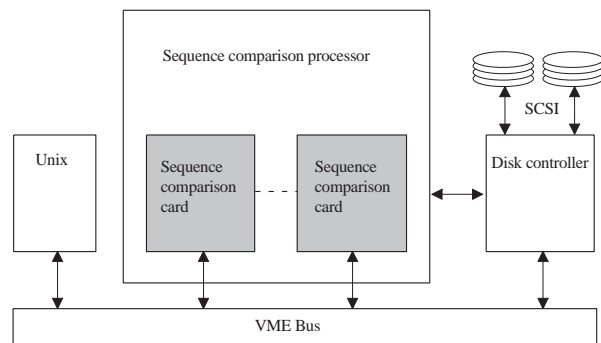 Sequence comparison processor
SCSI
Unix
Sequence
comparison
card
Sequence
comparison
card
Disk controller
VME Bus